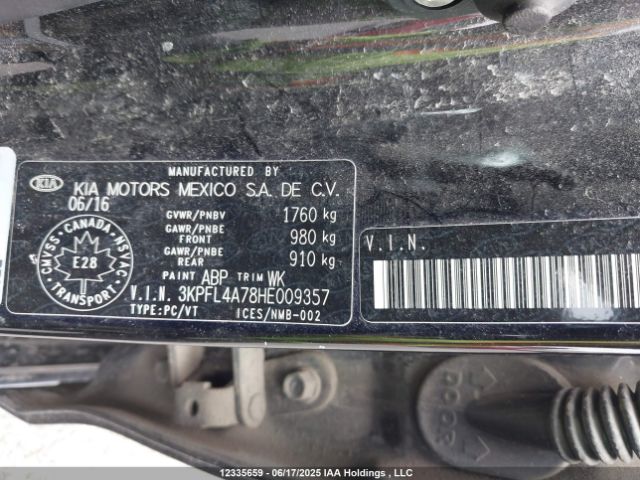 MANUFACTURED BY
KIA KIA MOTORS MEXICO S.A. DE C.V.
06/16
GVWR/PNBV 1760 kg
GAWR/PNBE FRONT 980 kg
GAWR/PNBE REAR 910 kg
CANADA
CMVSS NSVAC
E28
TRANSPORT
PAINT ABP TRIM WK
V.I.N. 3KPFL4A78HE009357
TYPE:PC/VT ICES/NMB-002
V.I.N.
DOOR
12335659 - 06/17/2025 IAA Holdings , LLC